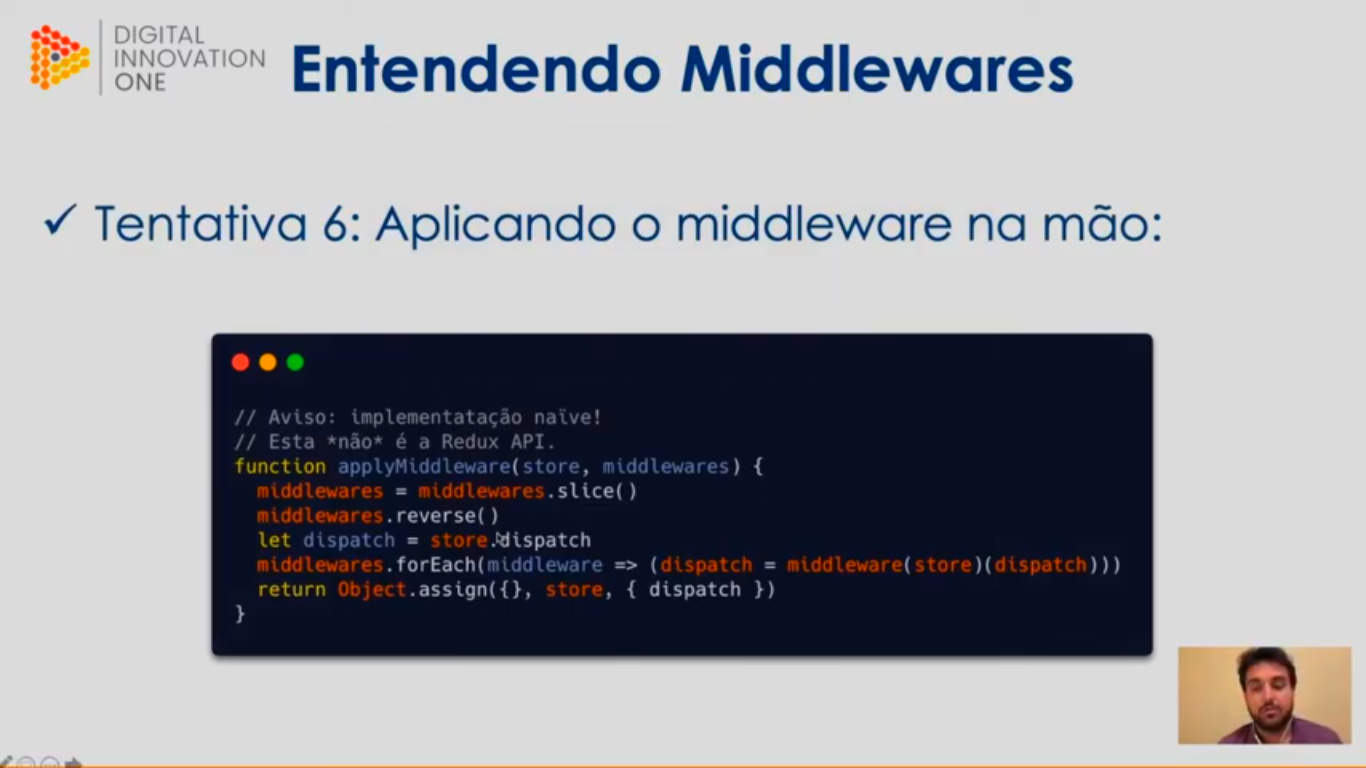 DIGITAL
INNOVATION
ONE
Entendendo Middlewares
✓ Tentativa 6: Aplicando o middleware na mão:
// Aviso: implementatação naïve!
// Esta *não* é a Redux API.
function applyMiddleware(store, middlewares) {
  middlewares = middlewares.slice()
  middlewares.reverse()
  let dispatch = store.dispatch
  middlewares.forEach(middleware => (dispatch = middleware(store)(dispatch)))
  return Object.assign({}, store, { dispatch })
}